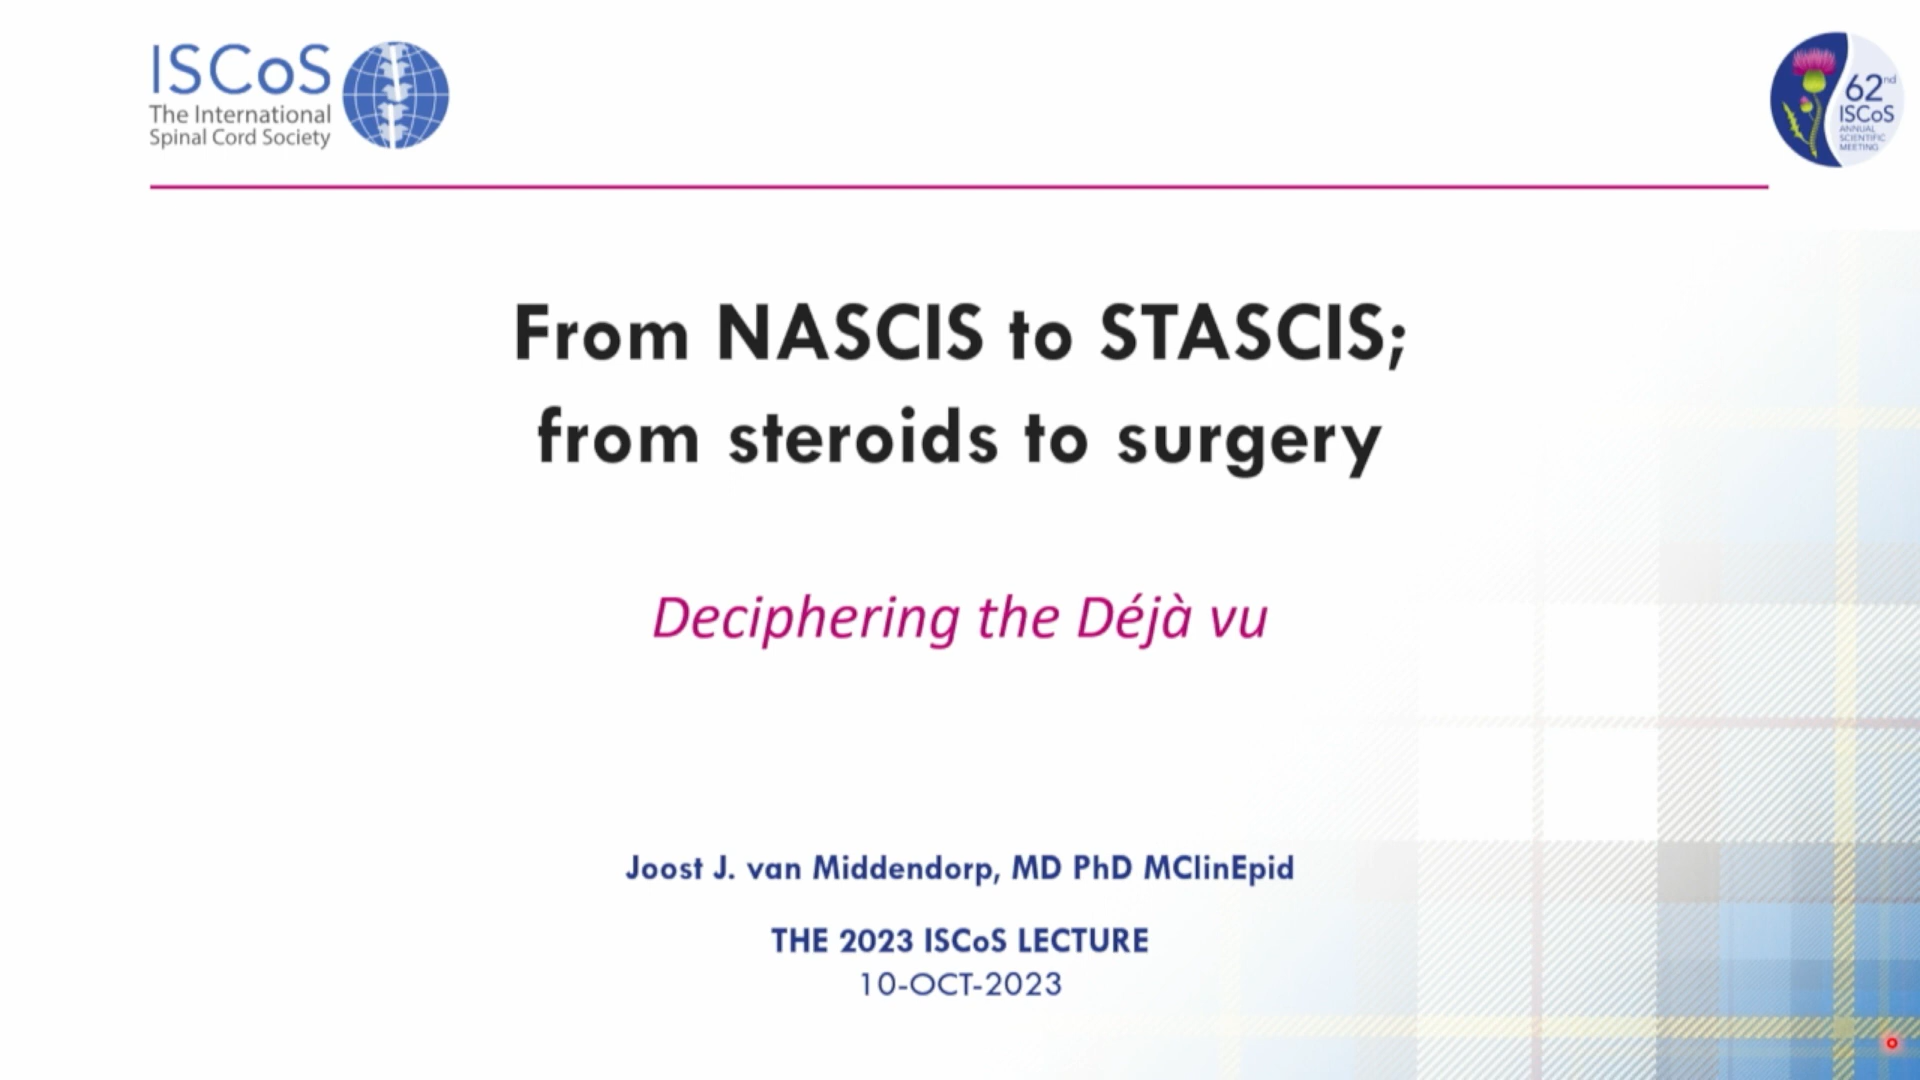 ISCoS
The International
Spinal Cord Society
62nd
ISCoS
ANNUAL
SCIENTIFIC
MEETING
From NASCIS to STASCIS;
from steroids to surgery
Deciphering the Déjà vu
Joost J. van Middendorp, MD PhD MClinEpid
THE 2023 ISCoS LECTURE
10-OCT-2023